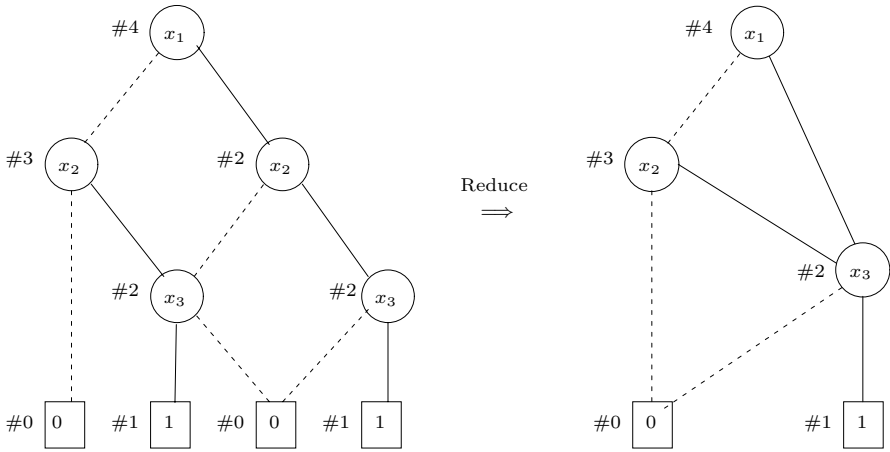 #4 x₁ #4 x₁
#3 x₂ #2 x₂ Reduce #3 x₂
⟹
#2 x₃ #2 x₃ #2 x₃
#0 0 #1 1 #0 0 #1 1 #0 0 #1 1